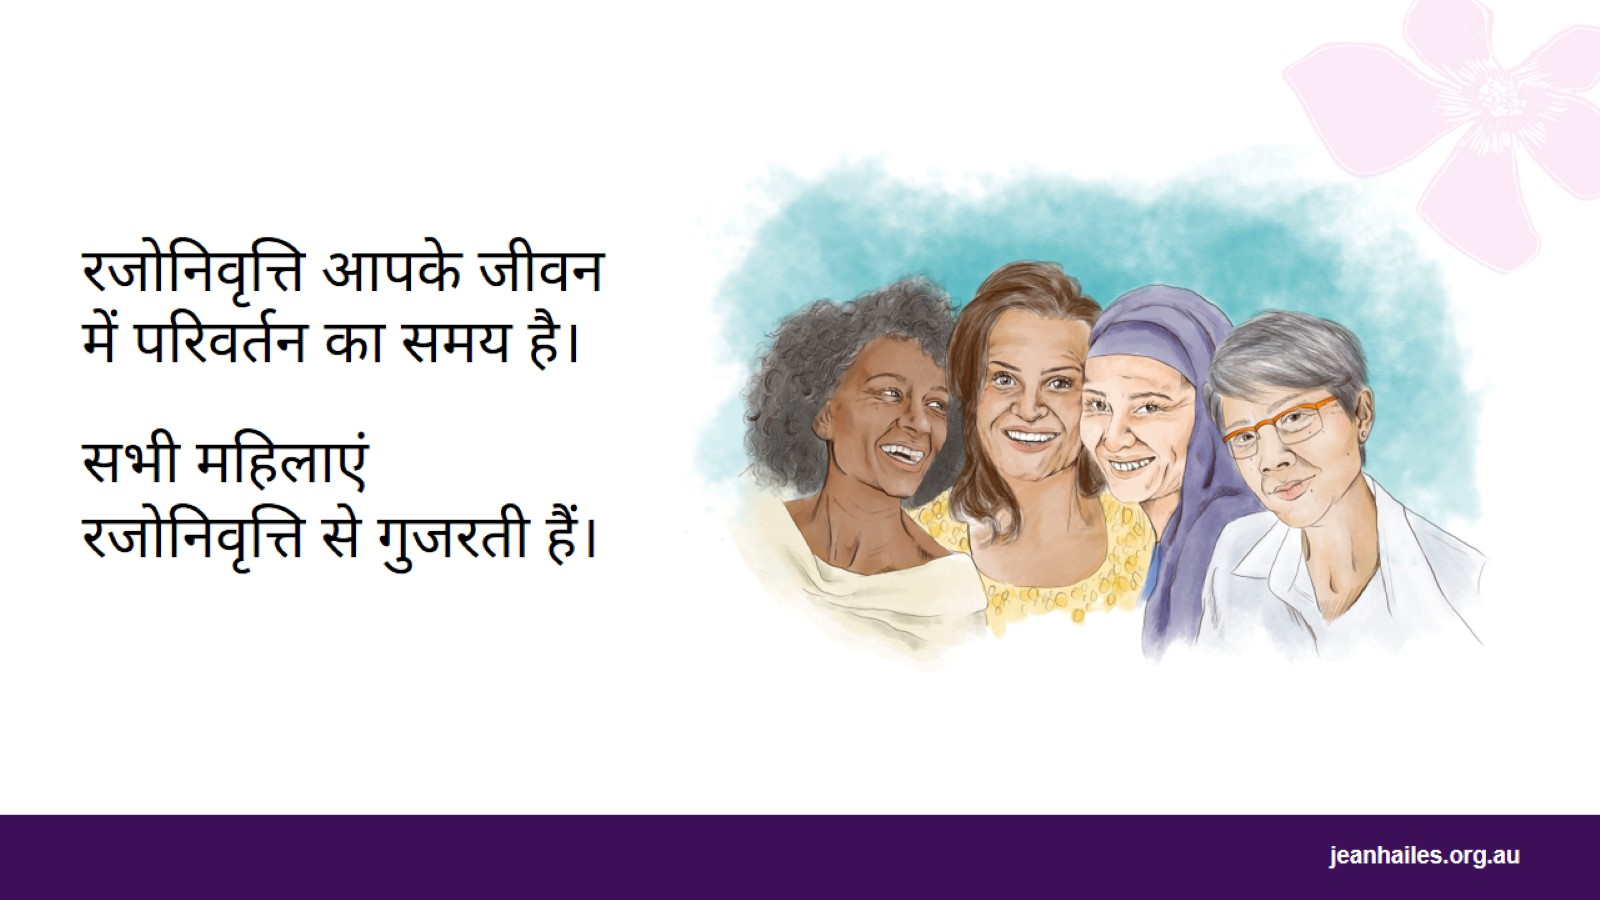 रजोनिवृत्ति आपके जीवन
में परिवर्तन का समय है।
सभी महिलाएं
रजोनिवृत्ति से गुजरती हैं।
jeanhailes.org.au